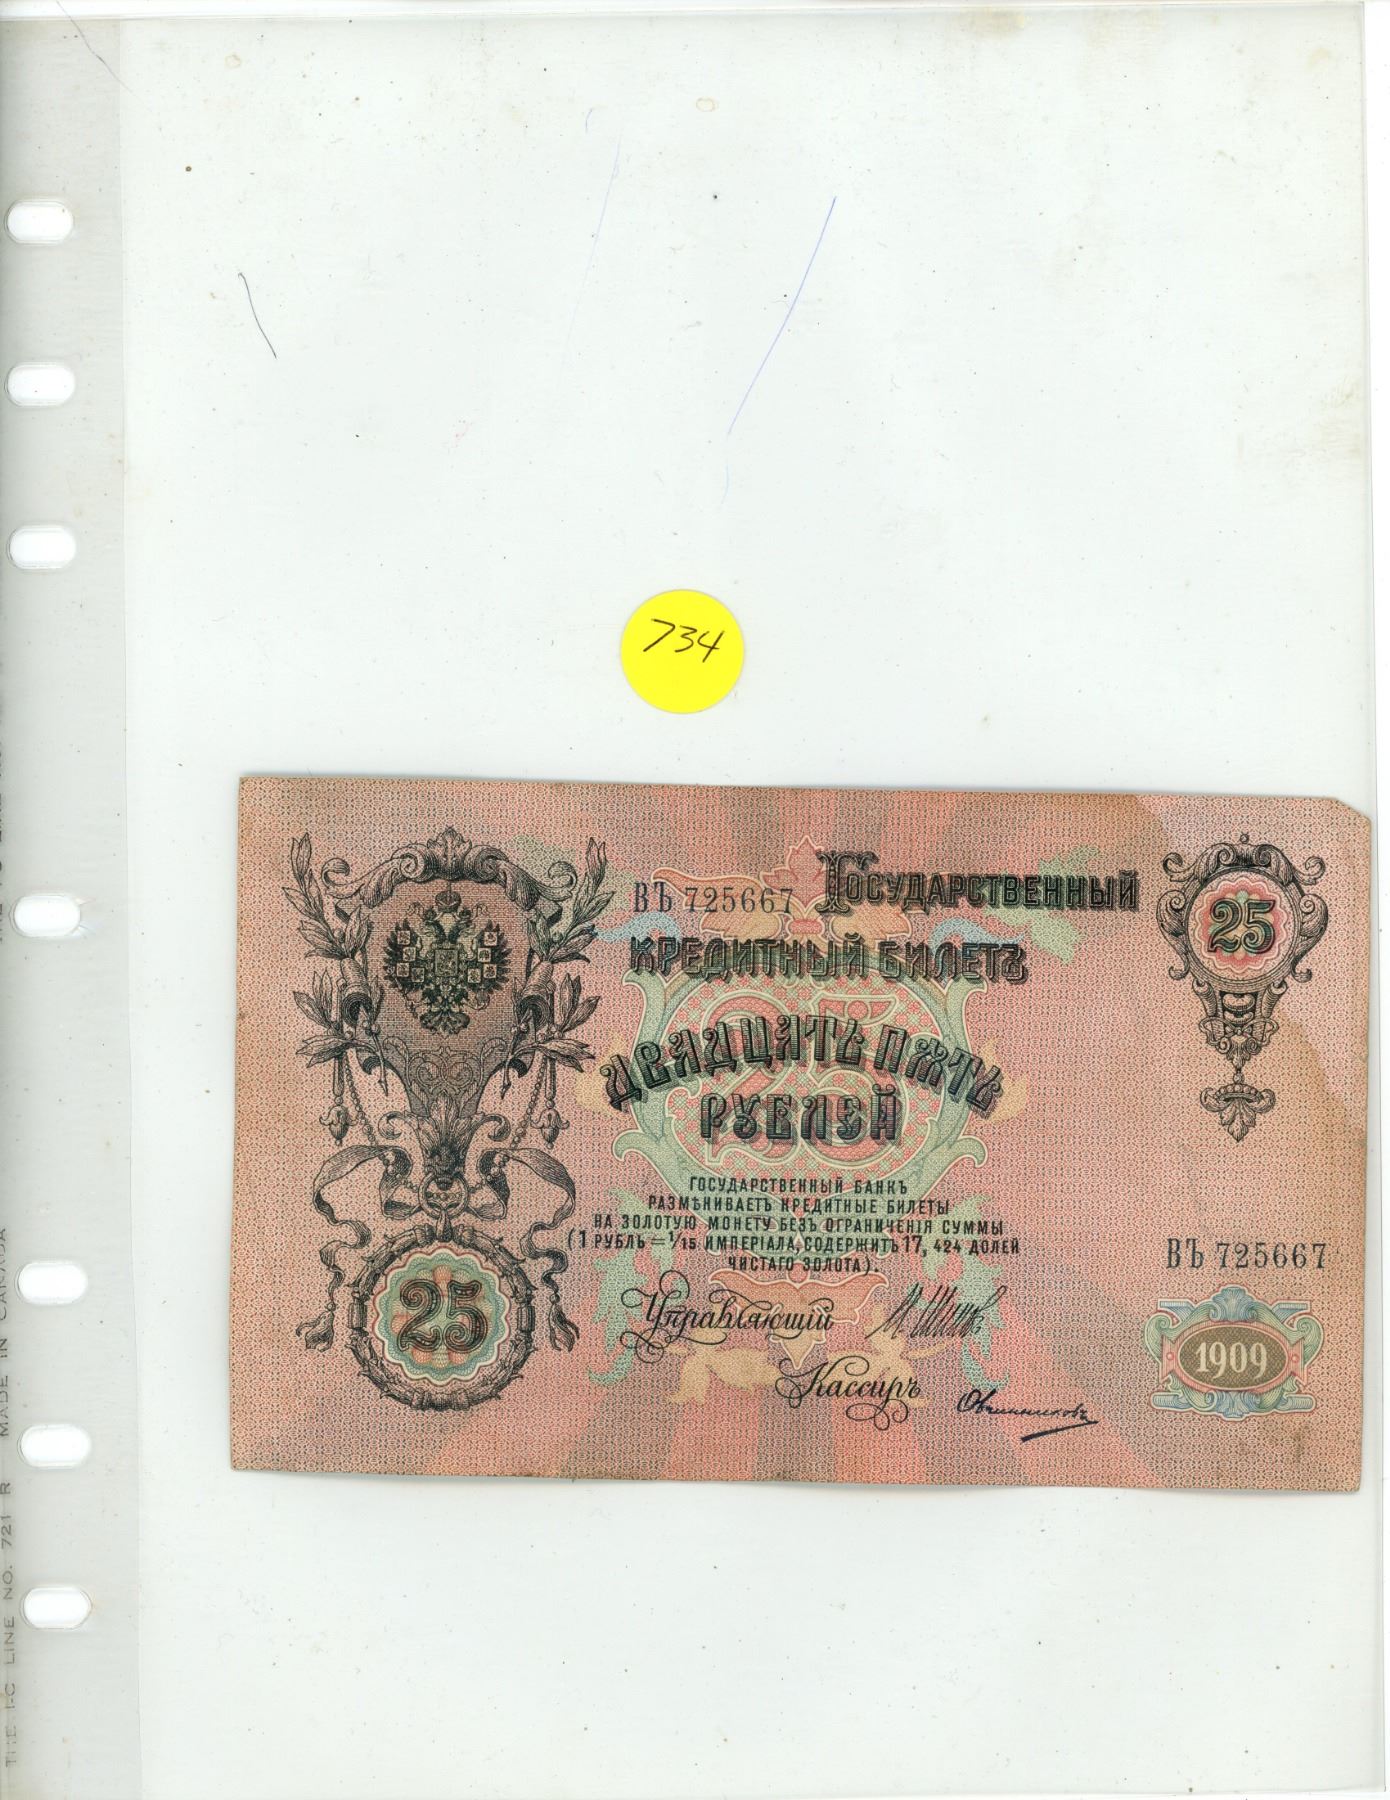 734
ВЪ 725667 ГОСУДАРСТВЕННЫЙ
КРЕДИТНЫЙ БИЛЕТЪ
ДВАДЦАТЬ ПЯТЬ
РУБЛЕЙ
ГОСУДАРСТВЕННЫЙ БАНКЪ
РАЗМѢНИВАЕТЪ КРЕДИТНЫЕ БИЛЕТЫ
НА ЗОЛОТУЮ МОНЕТУ БЕЗЪ ОГРАНИЧЕНІЯ СУММЫ
(1 РУБЛЬ = 1/15 ИМПЕРІАЛА, СОДЕРЖИТЪ 17, 424 ДОЛЕЙ
ЧИСТАГО ЗОЛОТА).
Управляющій
Кассиръ Овчинниковъ
25
25
25
ВЪ 725667
1909
THE I-C LINE NO. 721 R MADE IN CANADA